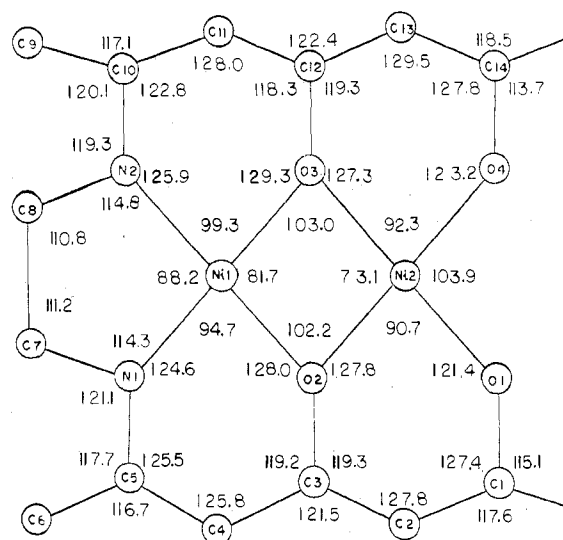 C9 117.1 C11 122.4 C13 118.5
C10 128.0 C12 129.5 C14
120.1 122.8 118.3 119.3 127.8 113.7
119.3
N2 125.9 129.3 O3 127.3 123.2 O4
C8 114.8
110.8 99.3 103.0 92.3
88.2 Ni1 81.7 73.1 Ni2 103.9
111.2
C7 114.3 94.7 102.2 90.7
N1 124.6 128.0 O2 127.8 121.4 O1
121.1
117.7 C5 125.5 119.2 C3 119.3 127.4 C1 115.1
C6 116.7 125.8 C4 121.5 127.8 C2 117.6